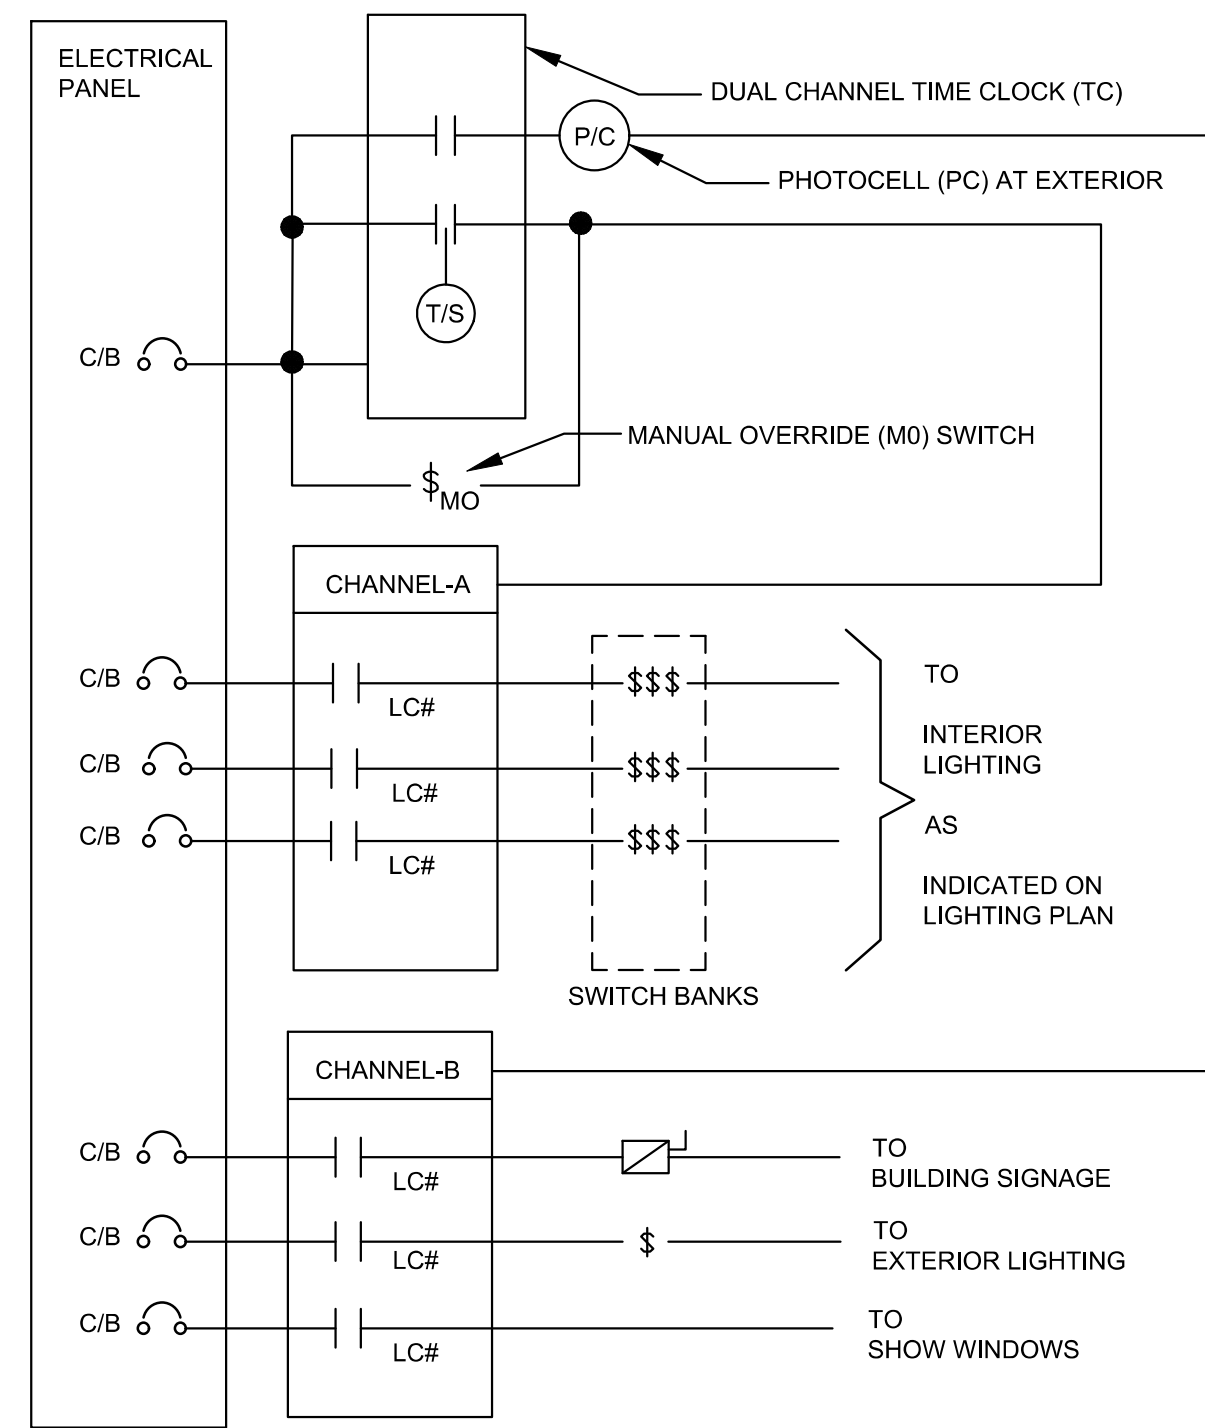 ELECTRICAL
PANEL
DUAL CHANNEL TIME CLOCK (TC)
P/C
PHOTOCELL (PC) AT EXTERIOR
T/S
C/B
MANUAL OVERRIDE (M0) SWITCH
$MO
CHANNEL-A
C/B
LC#
$$$
TO
C/B
LC#
$$$
INTERIOR
LIGHTING
C/B
LC#
$$$
AS
INDICATED ON
LIGHTING PLAN
SWITCH BANKS
CHANNEL-B
C/B
LC#
TO
BUILDING SIGNAGE
C/B
LC#
$
TO
EXTERIOR LIGHTING
C/B
LC#
TO
SHOW WINDOWS